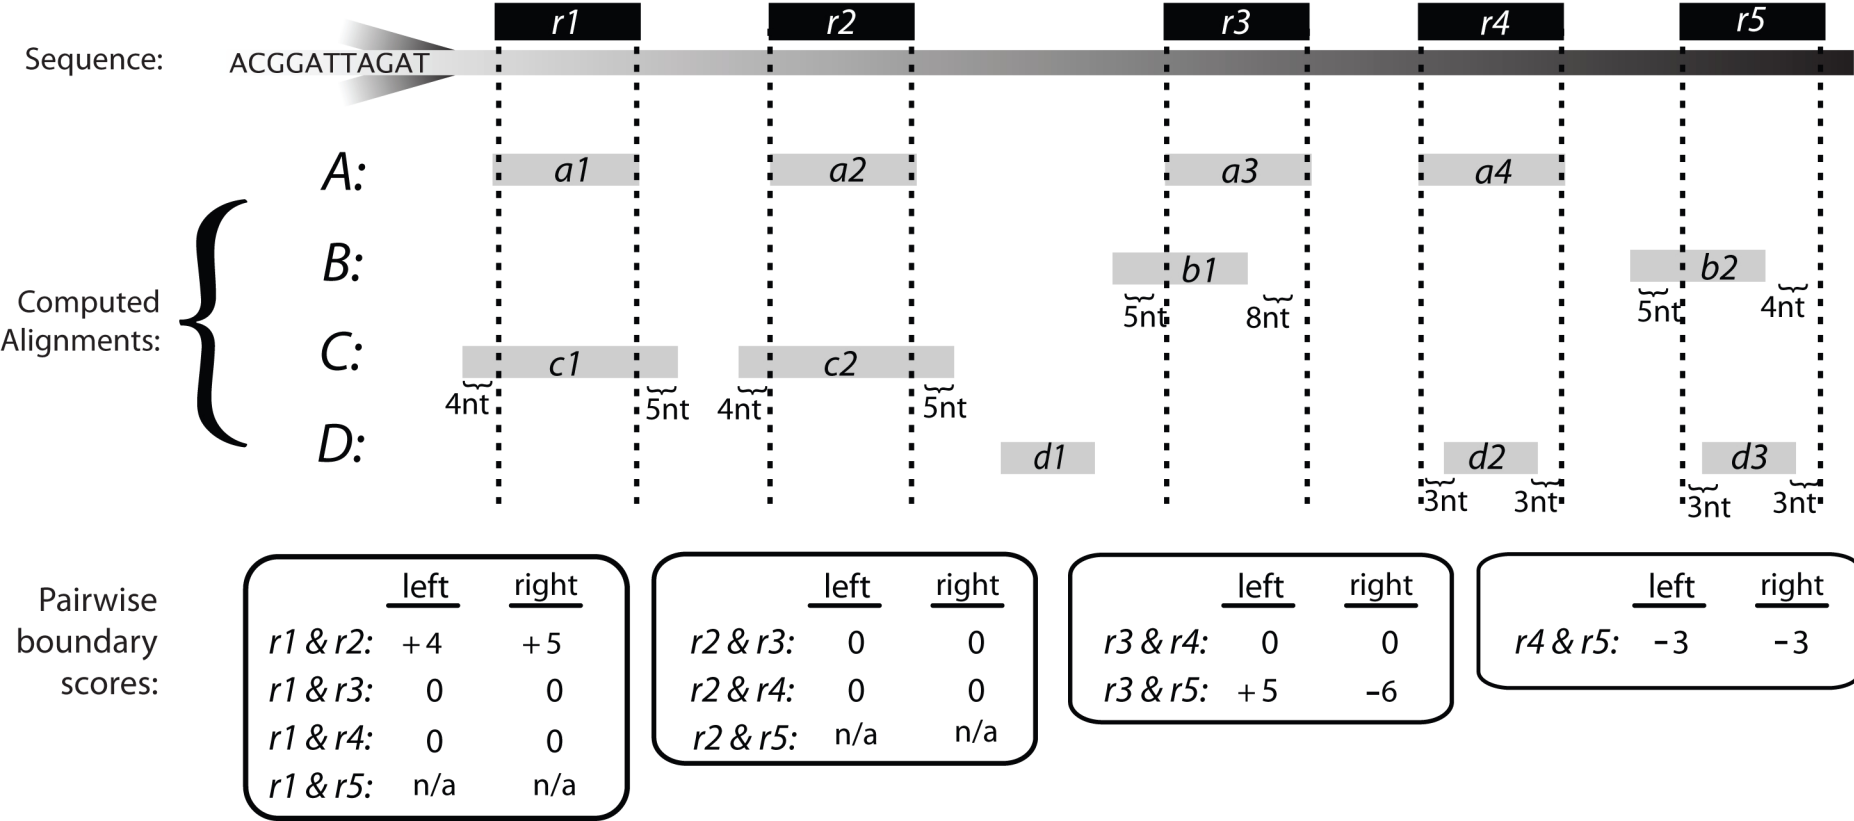 r1 r2 r3 r4 r5
Sequence: ACGGATTAGAT
A: a1 a2 a3 a4
B: b1 b2
5nt 8nt 5nt 4nt
Computed
Alignments:
C: c1 c2
4nt 5nt 4nt 5nt
D: d1 d2 d3
3nt 3nt 3nt 3nt
Pairwise
boundary
scores:
left right
r1 & r2: +4 +5
r1 & r3: 0 0
r1 & r4: 0 0
r1 & r5: n/a n/a
left right
r2 & r3: 0 0
r2 & r4: 0 0
r2 & r5: n/a n/a
left right
r3 & r4: 0 0
r3 & r5: +5 −6
left right
r4 & r5: −3 −3